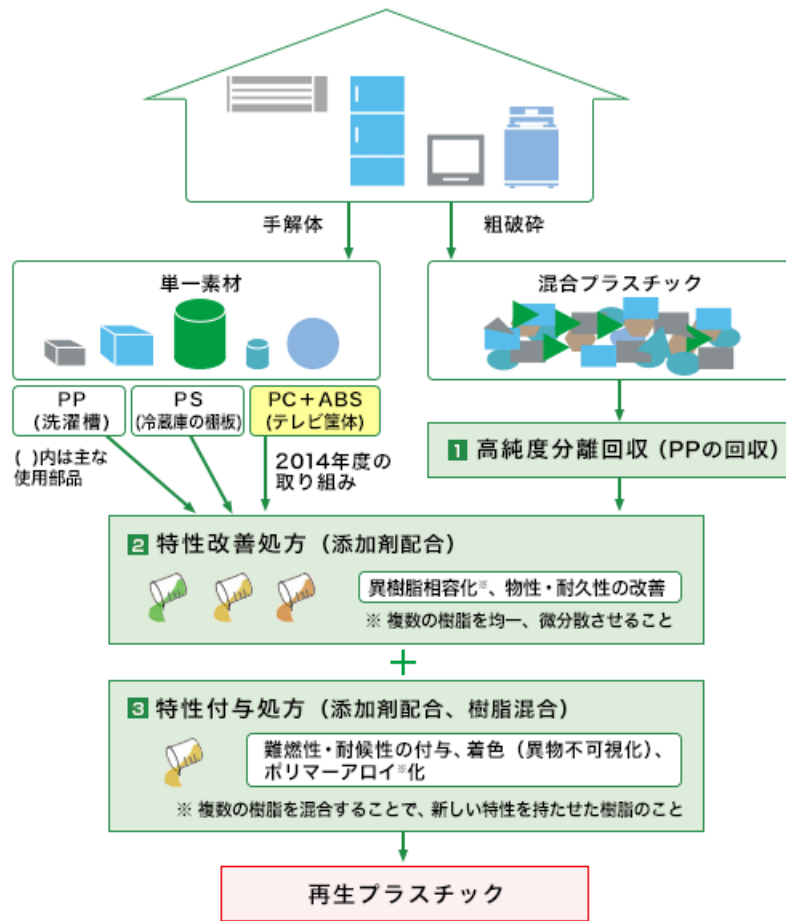 手解体
粗破砕
単一素材
混合プラスチック
PP
(洗濯槽)
PS
(冷蔵庫の棚板)
PC+ABS
(テレビ筐体)
( )内は主な
使用部品
2014年度の
取り組み
1 高純度分離回収(PPの回収)
2 特性改善処方(添加剤配合)
異樹脂相容化※、物性・耐久性の改善
※ 複数の樹脂を均一、微分散させること
+
3 特性付与処方(添加剤配合、樹脂混合)
難燃性・耐候性の付与、着色(異物不可視化)、
ポリマーアロイ※化
※ 複数の樹脂を混合することで、新しい特性を持たせた樹脂のこと
再生プラスチック